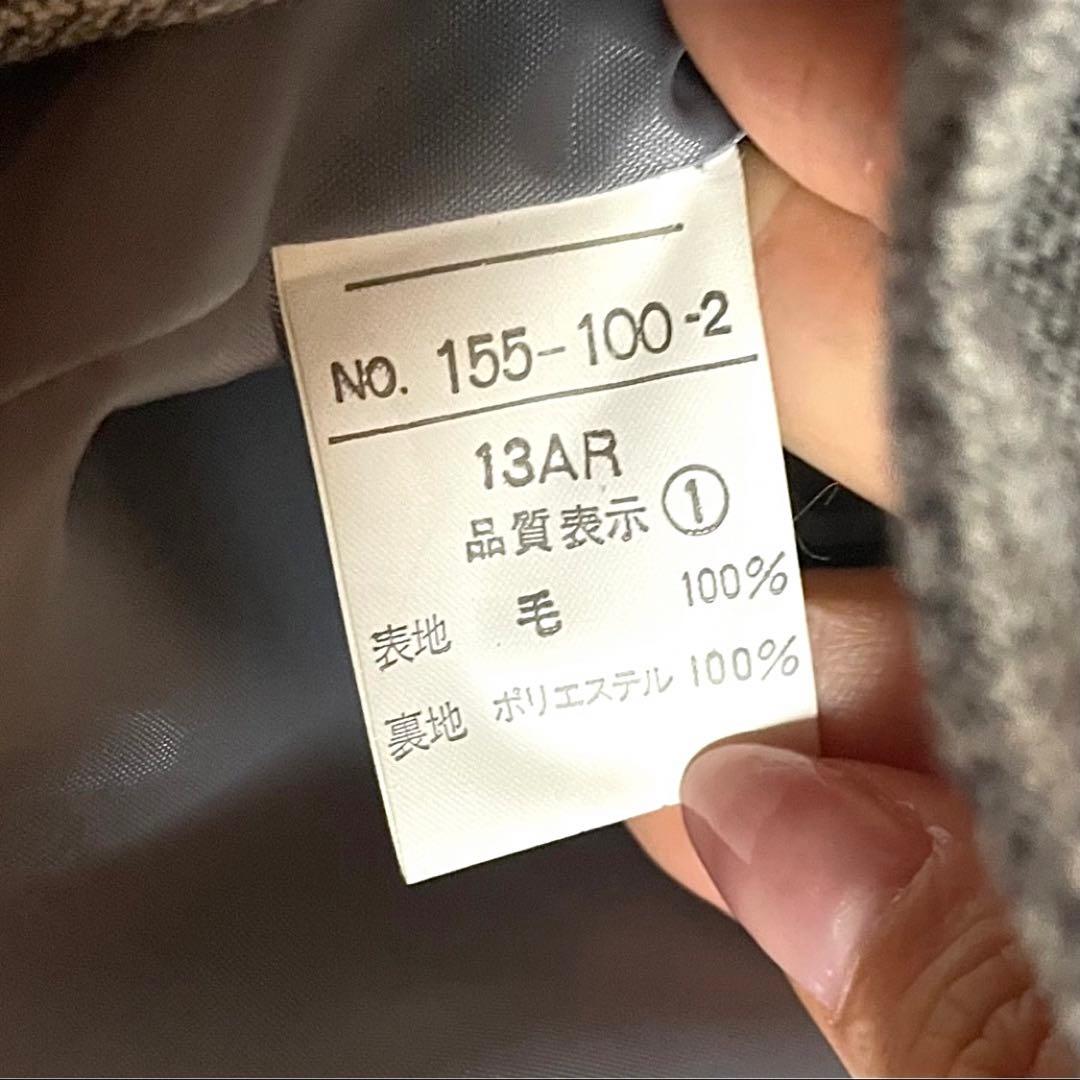 NO. 155-100-2
13AR
品質表示 ①
表地 毛 100%
裏地 ポリエステル 100%